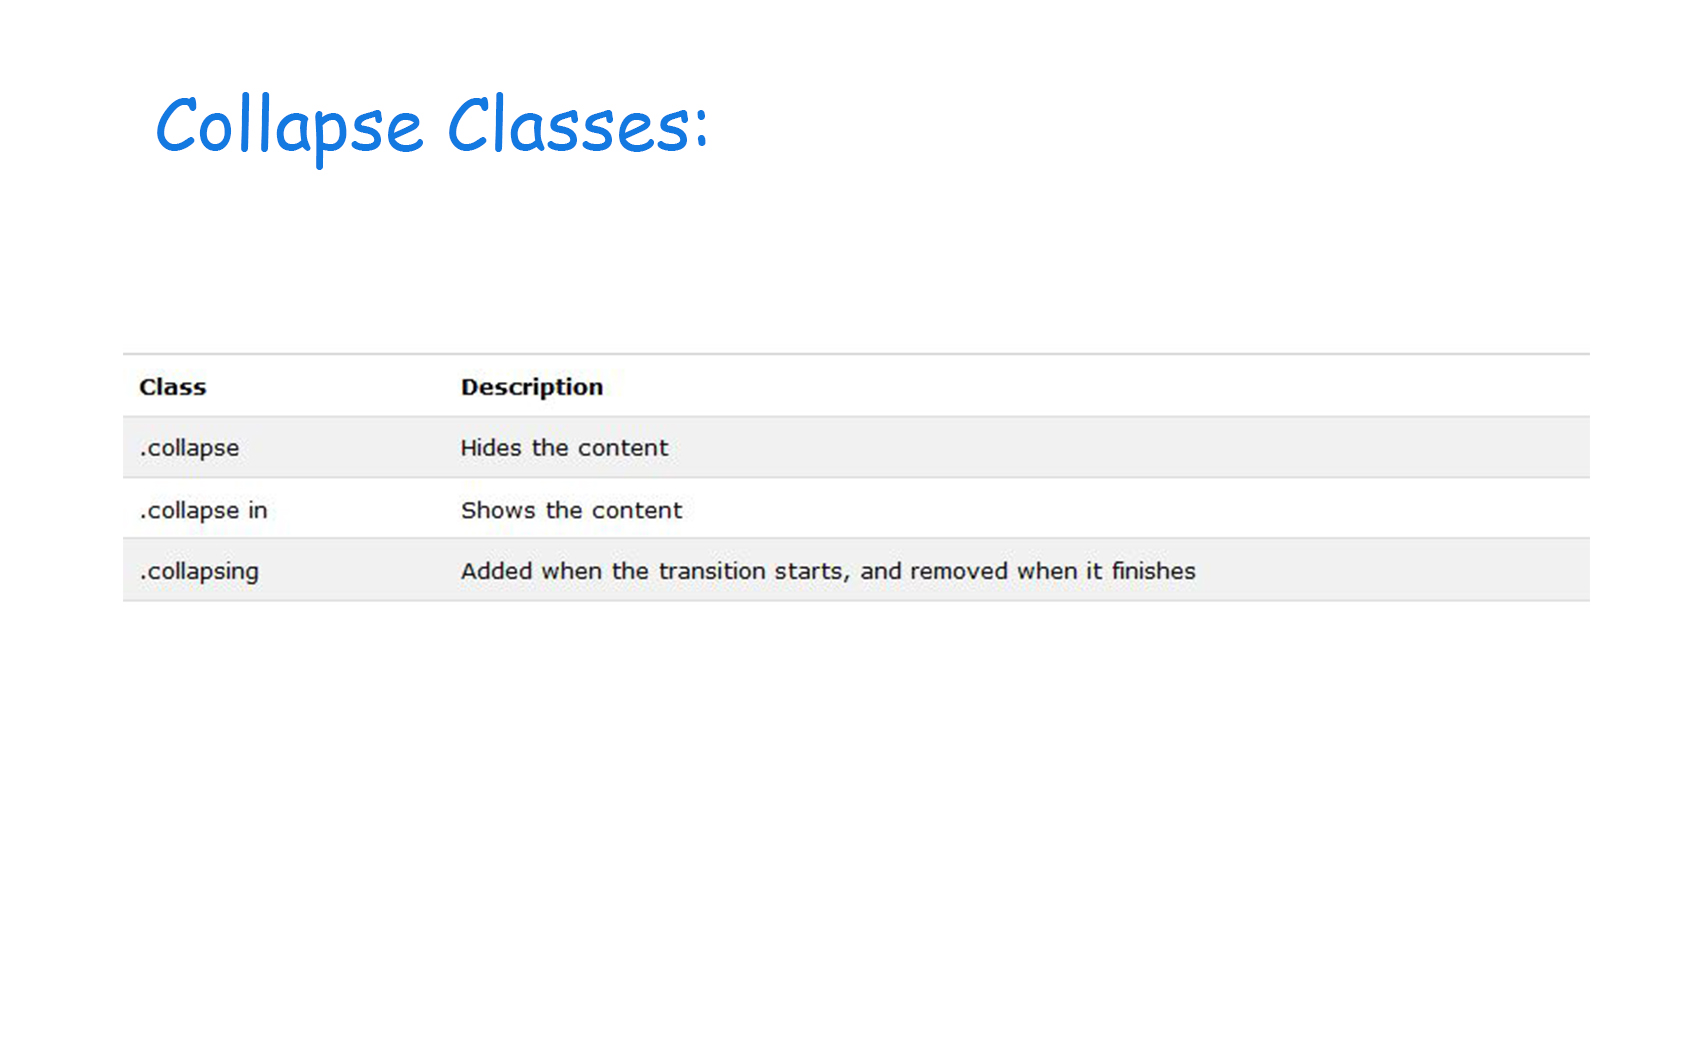 Collapse Classes:
Class Description
.collapse Hides the content
.collapse in Shows the content
.collapsing Added when the transition starts, and removed when it finishes